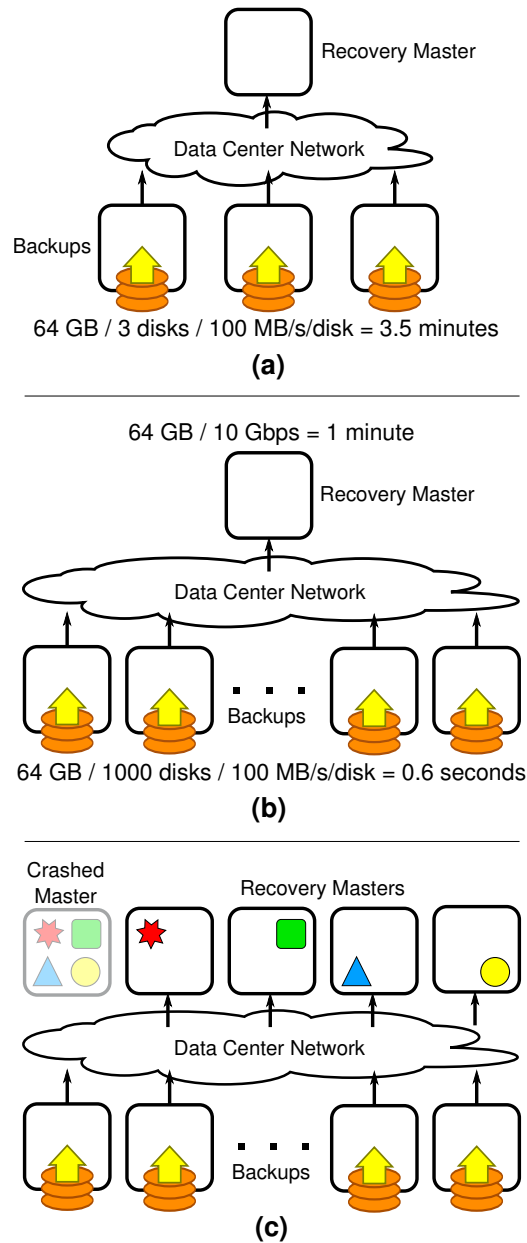 Recovery Master
Data Center Network
Backups
64 GB / 3 disks / 100 MB/s/disk = 3.5 minutes
(a)
64 GB / 10 Gbps = 1 minute
Recovery Master
Data Center Network
Backups
64 GB / 1000 disks / 100 MB/s/disk = 0.6 seconds
(b)
Crashed
Master
Recovery Masters
Data Center Network
Backups
(c)